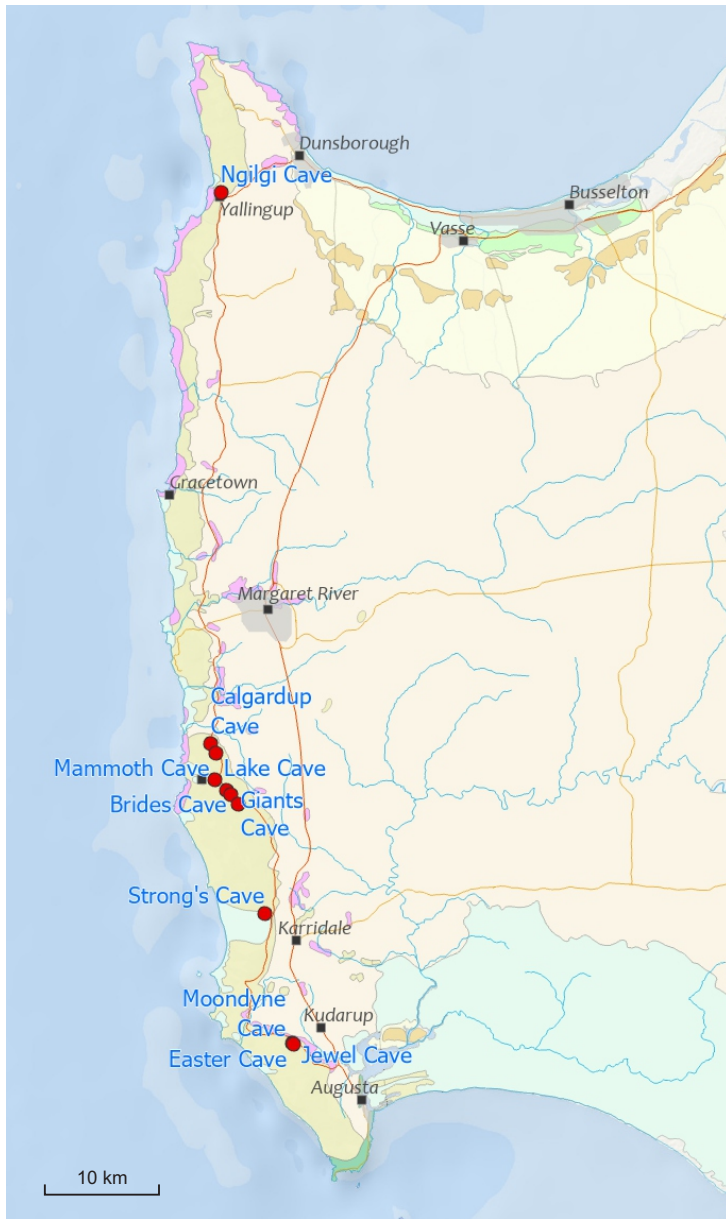 Dunsborough
Ngilgi Cave
Yallingup
Busselton
Vasse
Gracetown
Margaret River
Calgardup
Cave
Mammoth Cave
Lake Cave
Brides Cave
Giants
Cave
Strong's Cave
Karridale
Moondyne
Cave
Kudarup
Easter Cave
Jewel Cave
Augusta
10 km